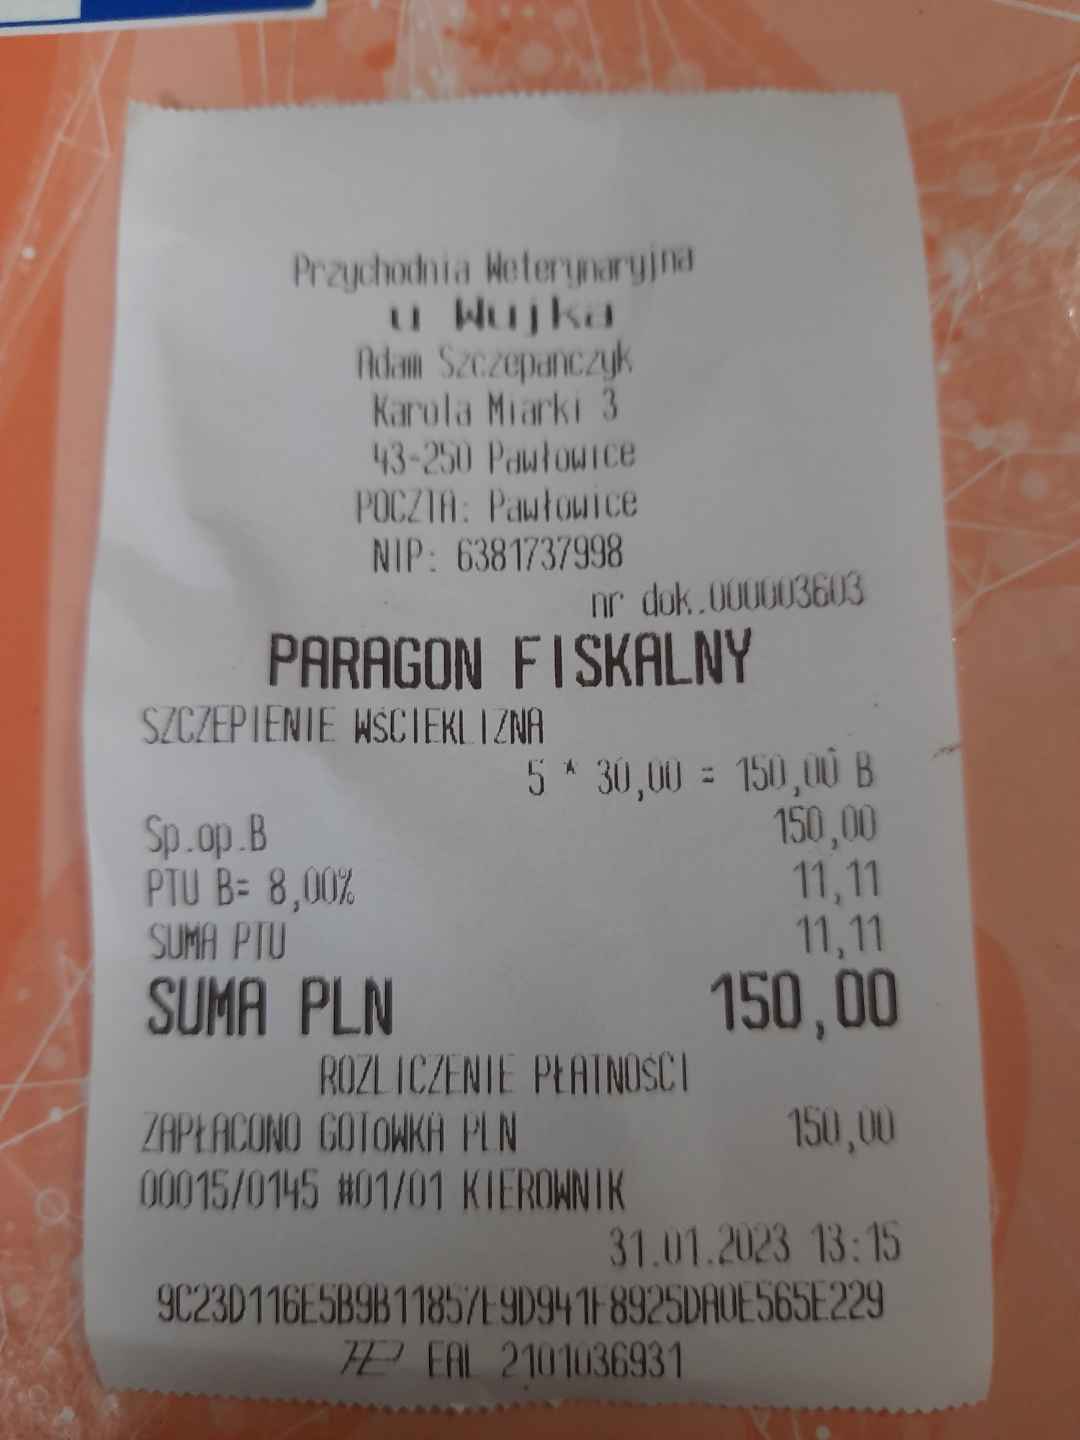 Przychodnia Weterynaryjna
u Wujka
Adam Szczepańczyk
Karola Miarki 3
43-250 Pawłowice
POCZTA: Pawłowice
NIP: 6381737998
nr dok.000003603
PARAGON FISKALNY
SZCZEPIENIE WŚCIEKLIZNA
5 * 30,00 = 150,00 B
Sp.op.B 150,00
PTU B= 8,00% 11,11
SUMA PTU 11,11
SUMA PLN 150,00
ROZLICZENIE PŁATNOŚCI
ZAPŁACONO GOTÓWKA PLN 150,00
00015/0145 #01/01 KIEROWNIK
31.01.2023 13:15
9C23D116E5B9B11857E9D941F8925DA0E565E229
EAL 2101036931